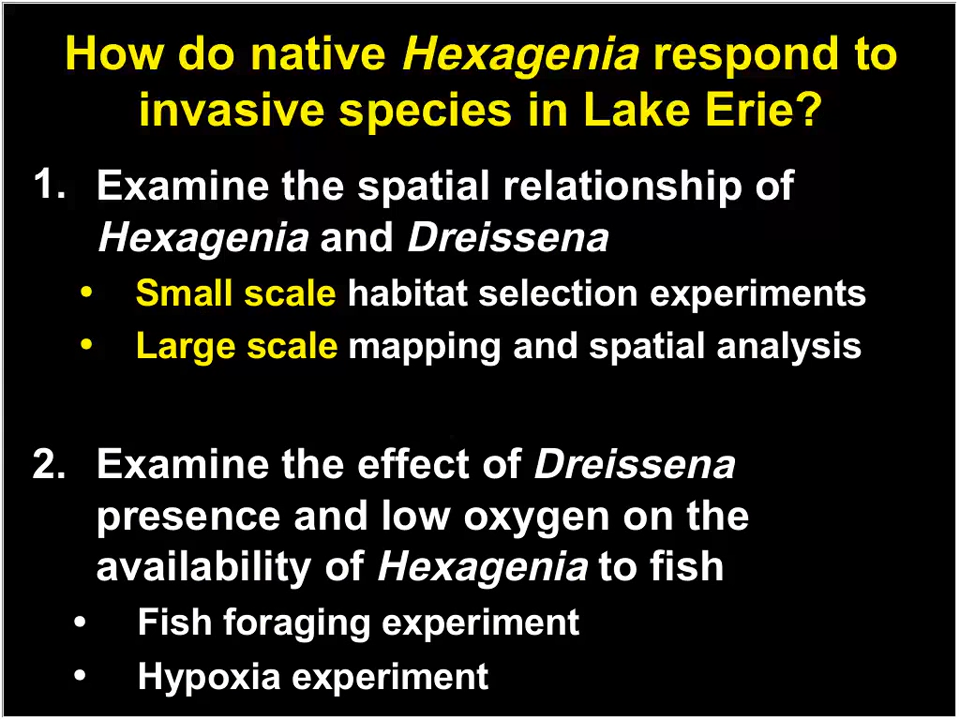 How do native Hexagenia respond to
invasive species in Lake Erie?
1. Examine the spatial relationship of
Hexagenia and Dreissena
• Small scale habitat selection experiments
• Large scale mapping and spatial analysis
2. Examine the effect of Dreissena
presence and low oxygen on the
availability of Hexagenia to fish
• Fish foraging experiment
• Hypoxia experiment